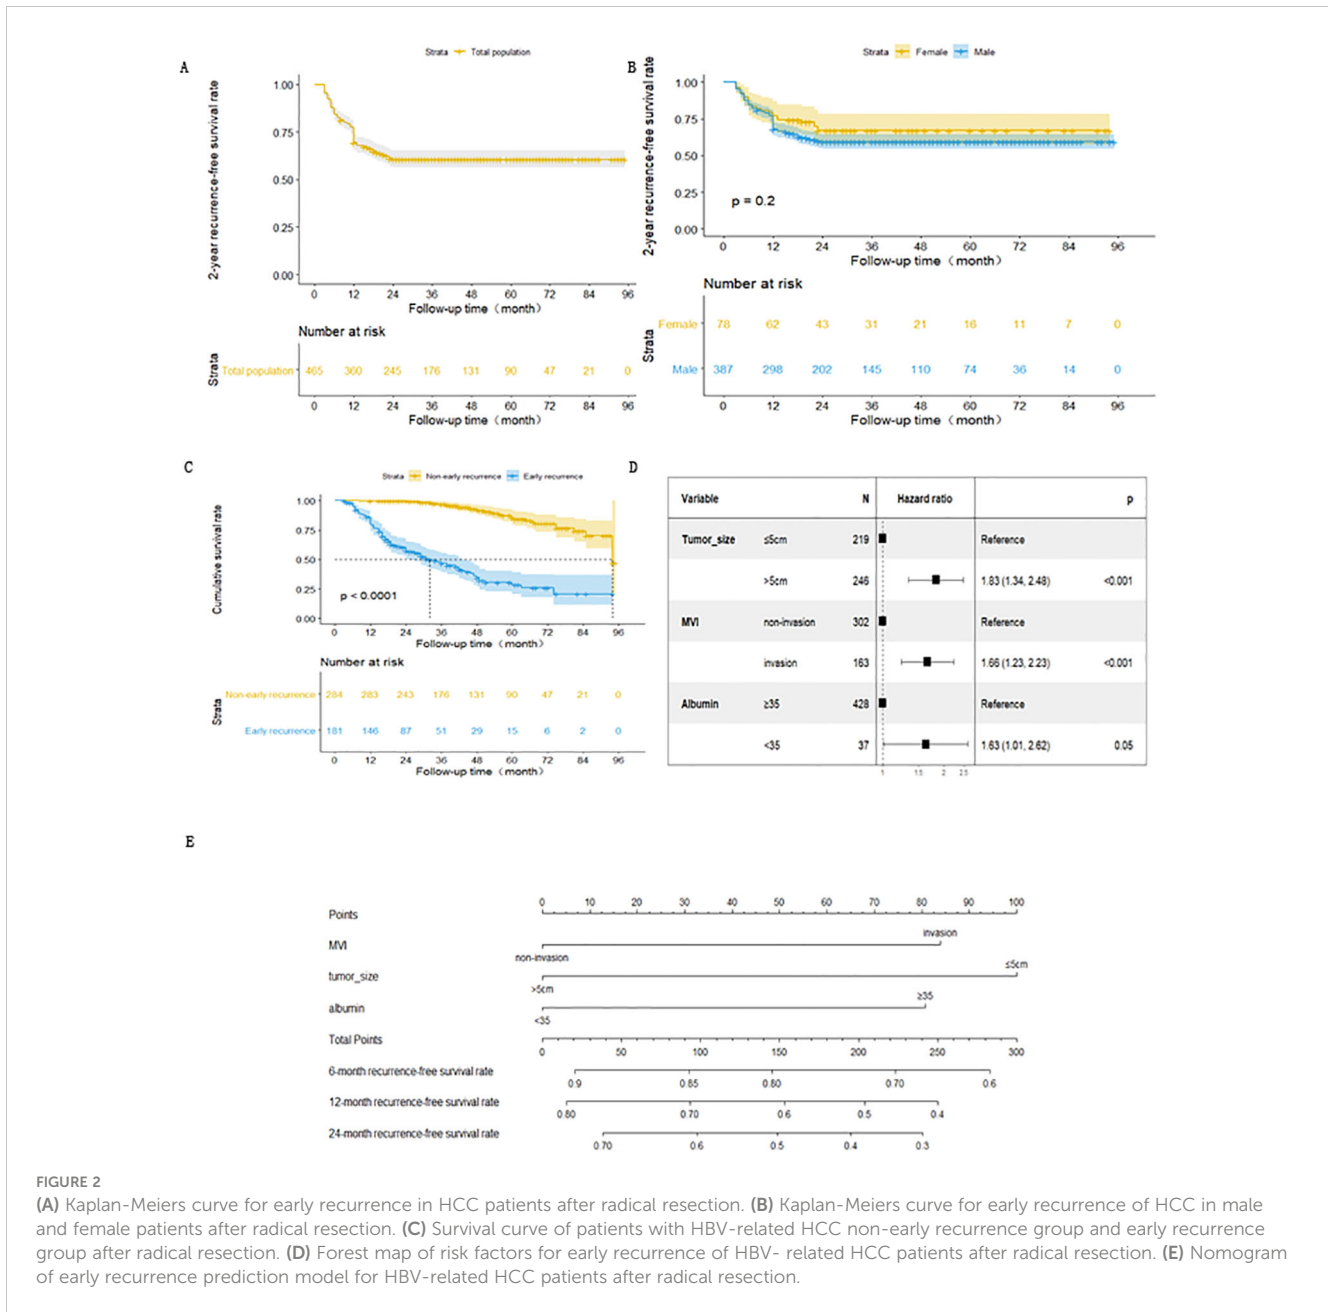 A
Strata Total population
2-year recurrence-free survival rate
1.00
0.75
0.50
0.25
0.00
0 12 24 36 48 60 72 84 96
Follow-up time（month）
Number at risk
Strata
Total population 465 360 245 176 131 90 47 21 0
0 12 24 36 48 60 72 84 96
Follow-up time（month）
B
Strata Female Male
2-year recurrence-free survival rate
1.00
0.75
0.50
0.25
0.00
p = 0.2
0 12 24 36 48 60 72 84 96
Follow-up time（month）
Number at risk
Strata
Female 78 62 43 31 21 16 11 7 0
Male 387 298 202 145 110 74 36 14 0
0 12 24 36 48 60 72 84 96
Follow-up time（month）
C
Strata Non-early recurrence Early recurrence
Cumulative survival rate
1.00
0.75
0.50
0.25
0.00
p < 0.0001
0 12 24 36 48 60 72 84 96
Follow-up time（month）
Number at risk
Strata
Non-early recurrence 284 283 243 176 131 90 47 21 0
Early recurrence 181 146 87 51 29 15 6 2 0
0 12 24 36 48 60 72 84 96
Follow-up time（month）
D
Variable N Hazard ratio p
Tumor_size ≤5cm 219 Reference
>5cm 246 1.83 (1.34, 2.48) <0.001
MVI non-invasion 302 Reference
invasion 163 1.66 (1.23, 2.23) <0.001
Albumin ≥35 428 Reference
<35 37 1.63 (1.01, 2.62) 0.05
1 1.5 2 2.5
E
0 10 20 30 40 50 60 70 80 90 100
Points
invasion
MVI
non-invasion
≤5cm
tumor_size
>5cm
≥35
albumin
<35
Total Points
0 50 100 150 200 250 300
6-month recurrence-free survival rate
0.9 0.85 0.80 0.70 0.6
12-month recurrence-free survival rate
0.80 0.70 0.6 0.5 0.4
24-month recurrence-free survival rate
0.70 0.6 0.5 0.4 0.3
FIGURE 2
(A) Kaplan-Meiers curve for early recurrence in HCC patients after radical resection. (B) Kaplan-Meiers curve for early recurrence of HCC in male
and female patients after radical resection. (C) Survival curve of patients with HBV-related HCC non-early recurrence group and early recurrence
group after radical resection. (D) Forest map of risk factors for early recurrence of HBV- related HCC patients after radical resection. (E) Nomogram
of early recurrence prediction model for HBV-related HCC patients after radical resection.